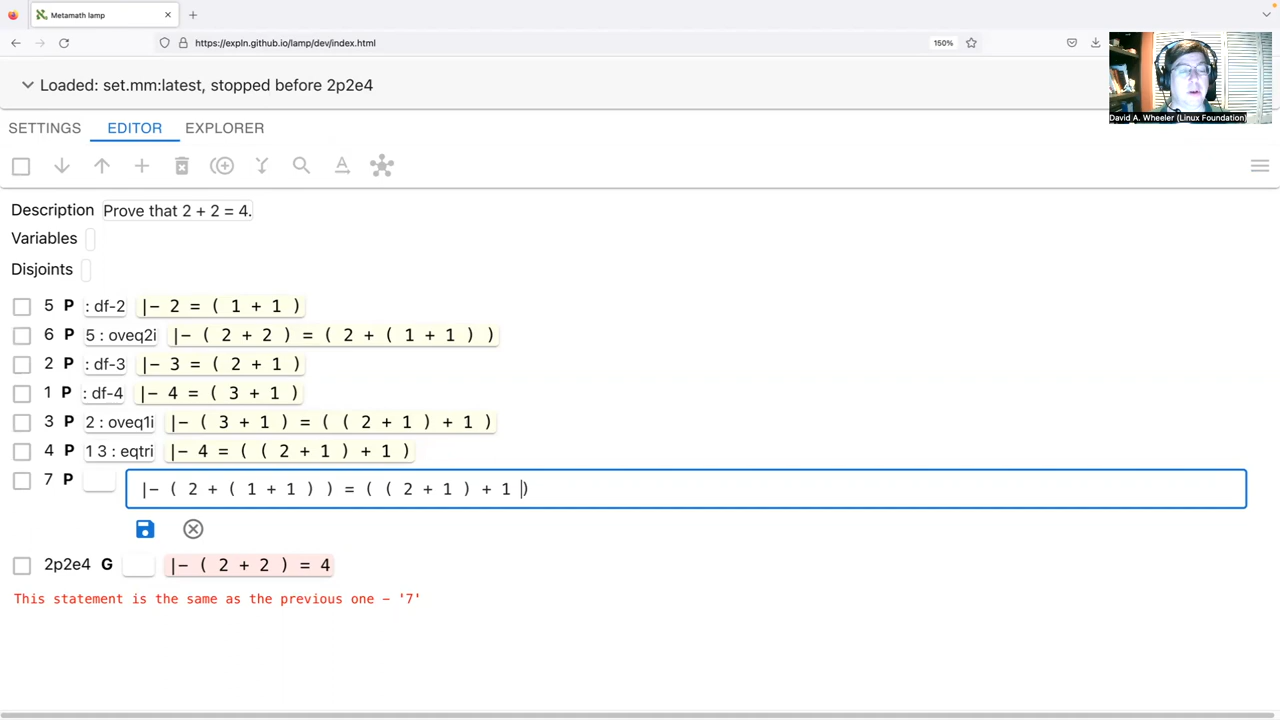 Metamath lamp
https://expln.github.io/lamp/dev/index.html
150%
Loaded: set.mm:latest, stopped before 2p2e4
David A. Wheeler (Linux Foundation)
SETTINGS EDITOR EXPLORER
Description Prove that 2 + 2 = 4.
Variables
Disjoints
5 P : df-2 |- 2 = ( 1 + 1 )
6 P 5 : oveq2i |- ( 2 + 2 ) = ( 2 + ( 1 + 1 ) )
2 P : df-3 |- 3 = ( 2 + 1 )
1 P : df-4 |- 4 = ( 3 + 1 )
3 P 2 : oveq1i |- ( 3 + 1 ) = ( ( 2 + 1 ) + 1 )
4 P 1 3 : eqtri |- 4 = ( ( 2 + 1 ) + 1 )
7 P |- ( 2 + ( 1 + 1 ) ) = ( ( 2 + 1 ) + 1 )
2p2e4 G |- ( 2 + 2 ) = 4
This statement is the same as the previous one - '7'